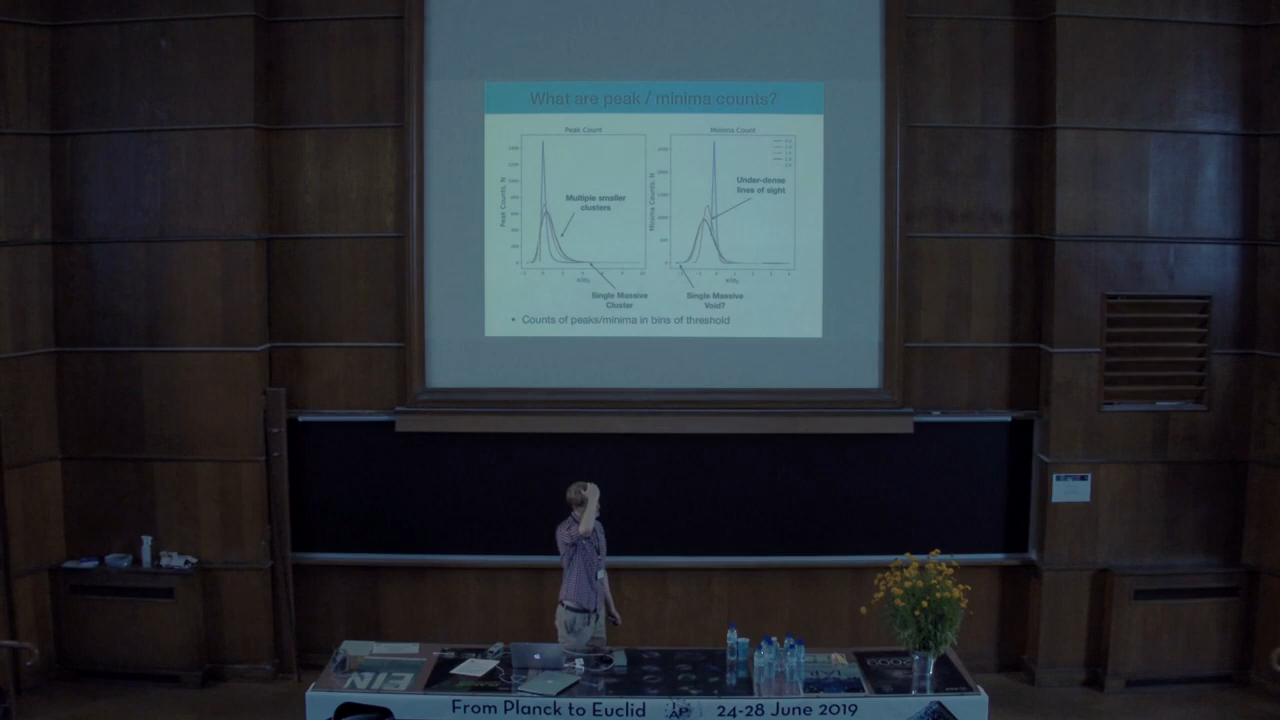 What are peak / minima counts?
Peak Count
Minima Count
Peak Counts, N
Minima Counts, N
Multiple smaller
clusters
Under-dense
lines of sight
Single Massive
Cluster
Single Massive
Void?
• Counts of peaks/minima in bins of threshold
From Planck to Euclid
24-28 June 2019